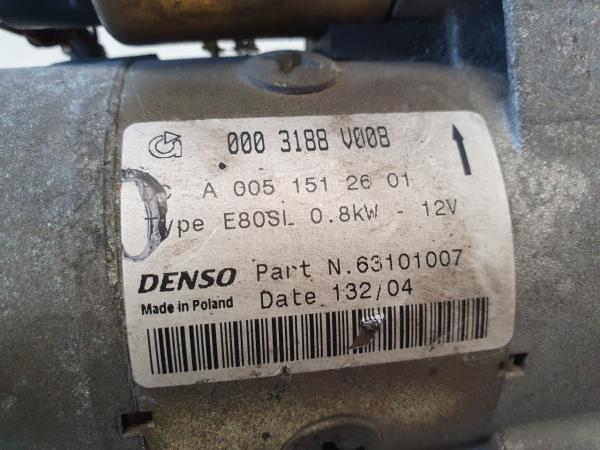 000 3188 V008
C A 005 151 26 01
Type E80SL 0.8kW - 12V
DENSO Part N.63101007
Made in Poland Date 132/04